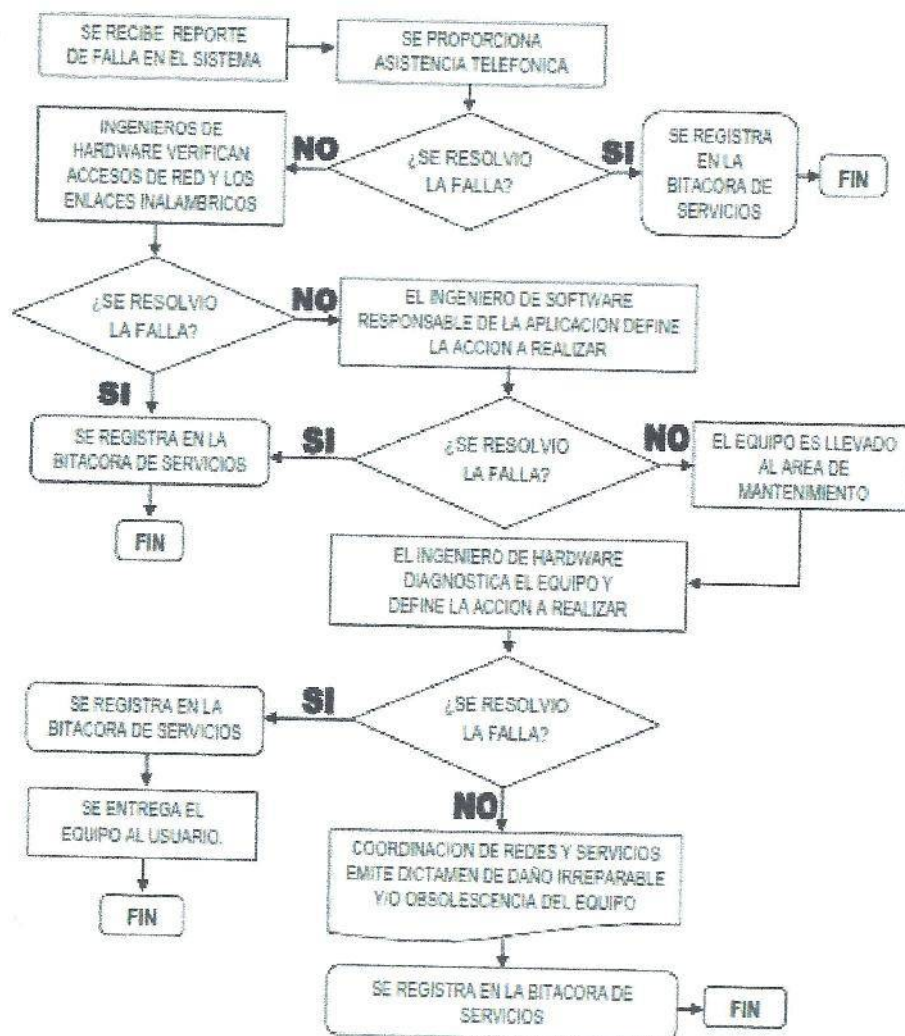 SE RECIBE REPORTE
DE FALLA EN EL SISTEMA
SE PROPORCIONA
ASISTENCIA TELEFONICA
INGENIEROS DE
HARDWARE VERIFICAN
ACCESOS DE RED Y LOS
ENLACES INALAMBRICOS
NO
¿SE RESOLVIO
LA FALLA?
SI
SE REGISTRA
EN LA
BITACORA DE
SERVICIOS
FIN
¿SE RESOLVIO
LA FALLA?
NO
EL INGENIERO DE SOFTWARE
RESPONSABLE DE LA APLICACION DEFINE
LA ACCION A REALIZAR
SI
SE REGISTRA EN LA
BITACORA DE SERVICIOS
SI
¿SE RESOLVIO
LA FALLA?
NO
EL EQUIPO ES LLEVADO
AL AREA DE
MANTENIMIENTO
FIN
EL INGENIERO DE HARDWARE
DIAGNOSTICA EL EQUIPO Y
DEFINE LA ACCION A REALIZAR
SE REGISTRA EN LA
BITACORA DE SERVICIOS
SI
¿SE RESOLVIO
LA FALLA?
SE ENTREGA EL
EQUIPO AL USUARIO.
NO
FIN
COORDINACION DE REDES Y SERVICIOS
EMITE DICTAMEN DE DAÑO IRREPARABLE
Y/O OBSOLESCENCIA DEL EQUIPO
SE REGISTRA EN LA BITACORA DE
SERVICIOS
FIN